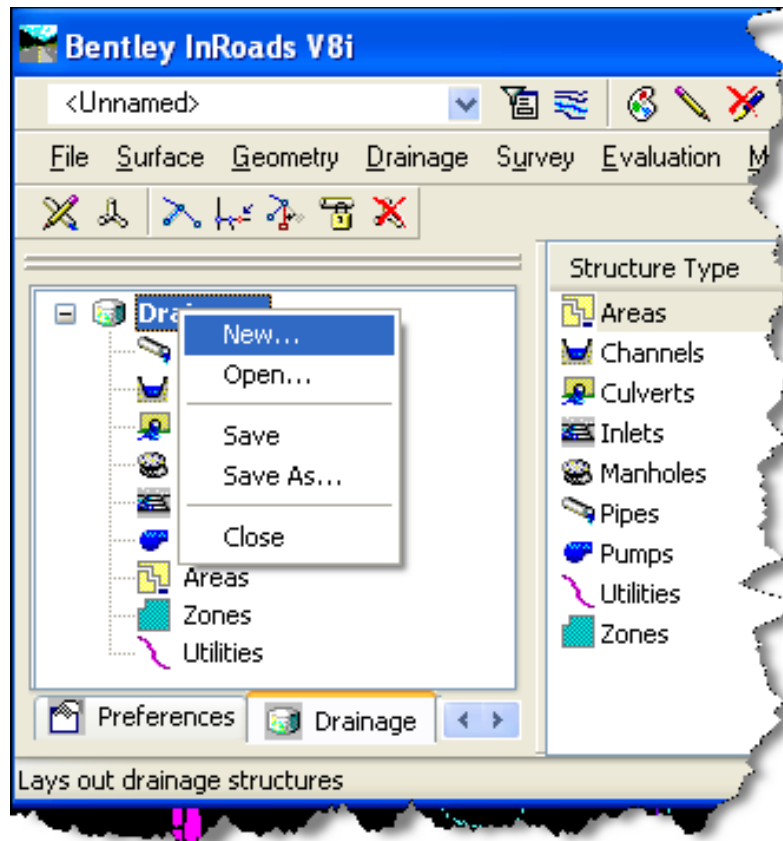 Bentley InRoads V8i
<Unnamed>
File Surface Geometry Drainage Survey Evaluation M
Structure Type
Dra
New...
Open...
Save
Save As...
Close
Areas
Zones
Utilities
Areas
Channels
Culverts
Inlets
Manholes
Pipes
Pumps
Utilities
Zones
Preferences Drainage
Lays out drainage structures